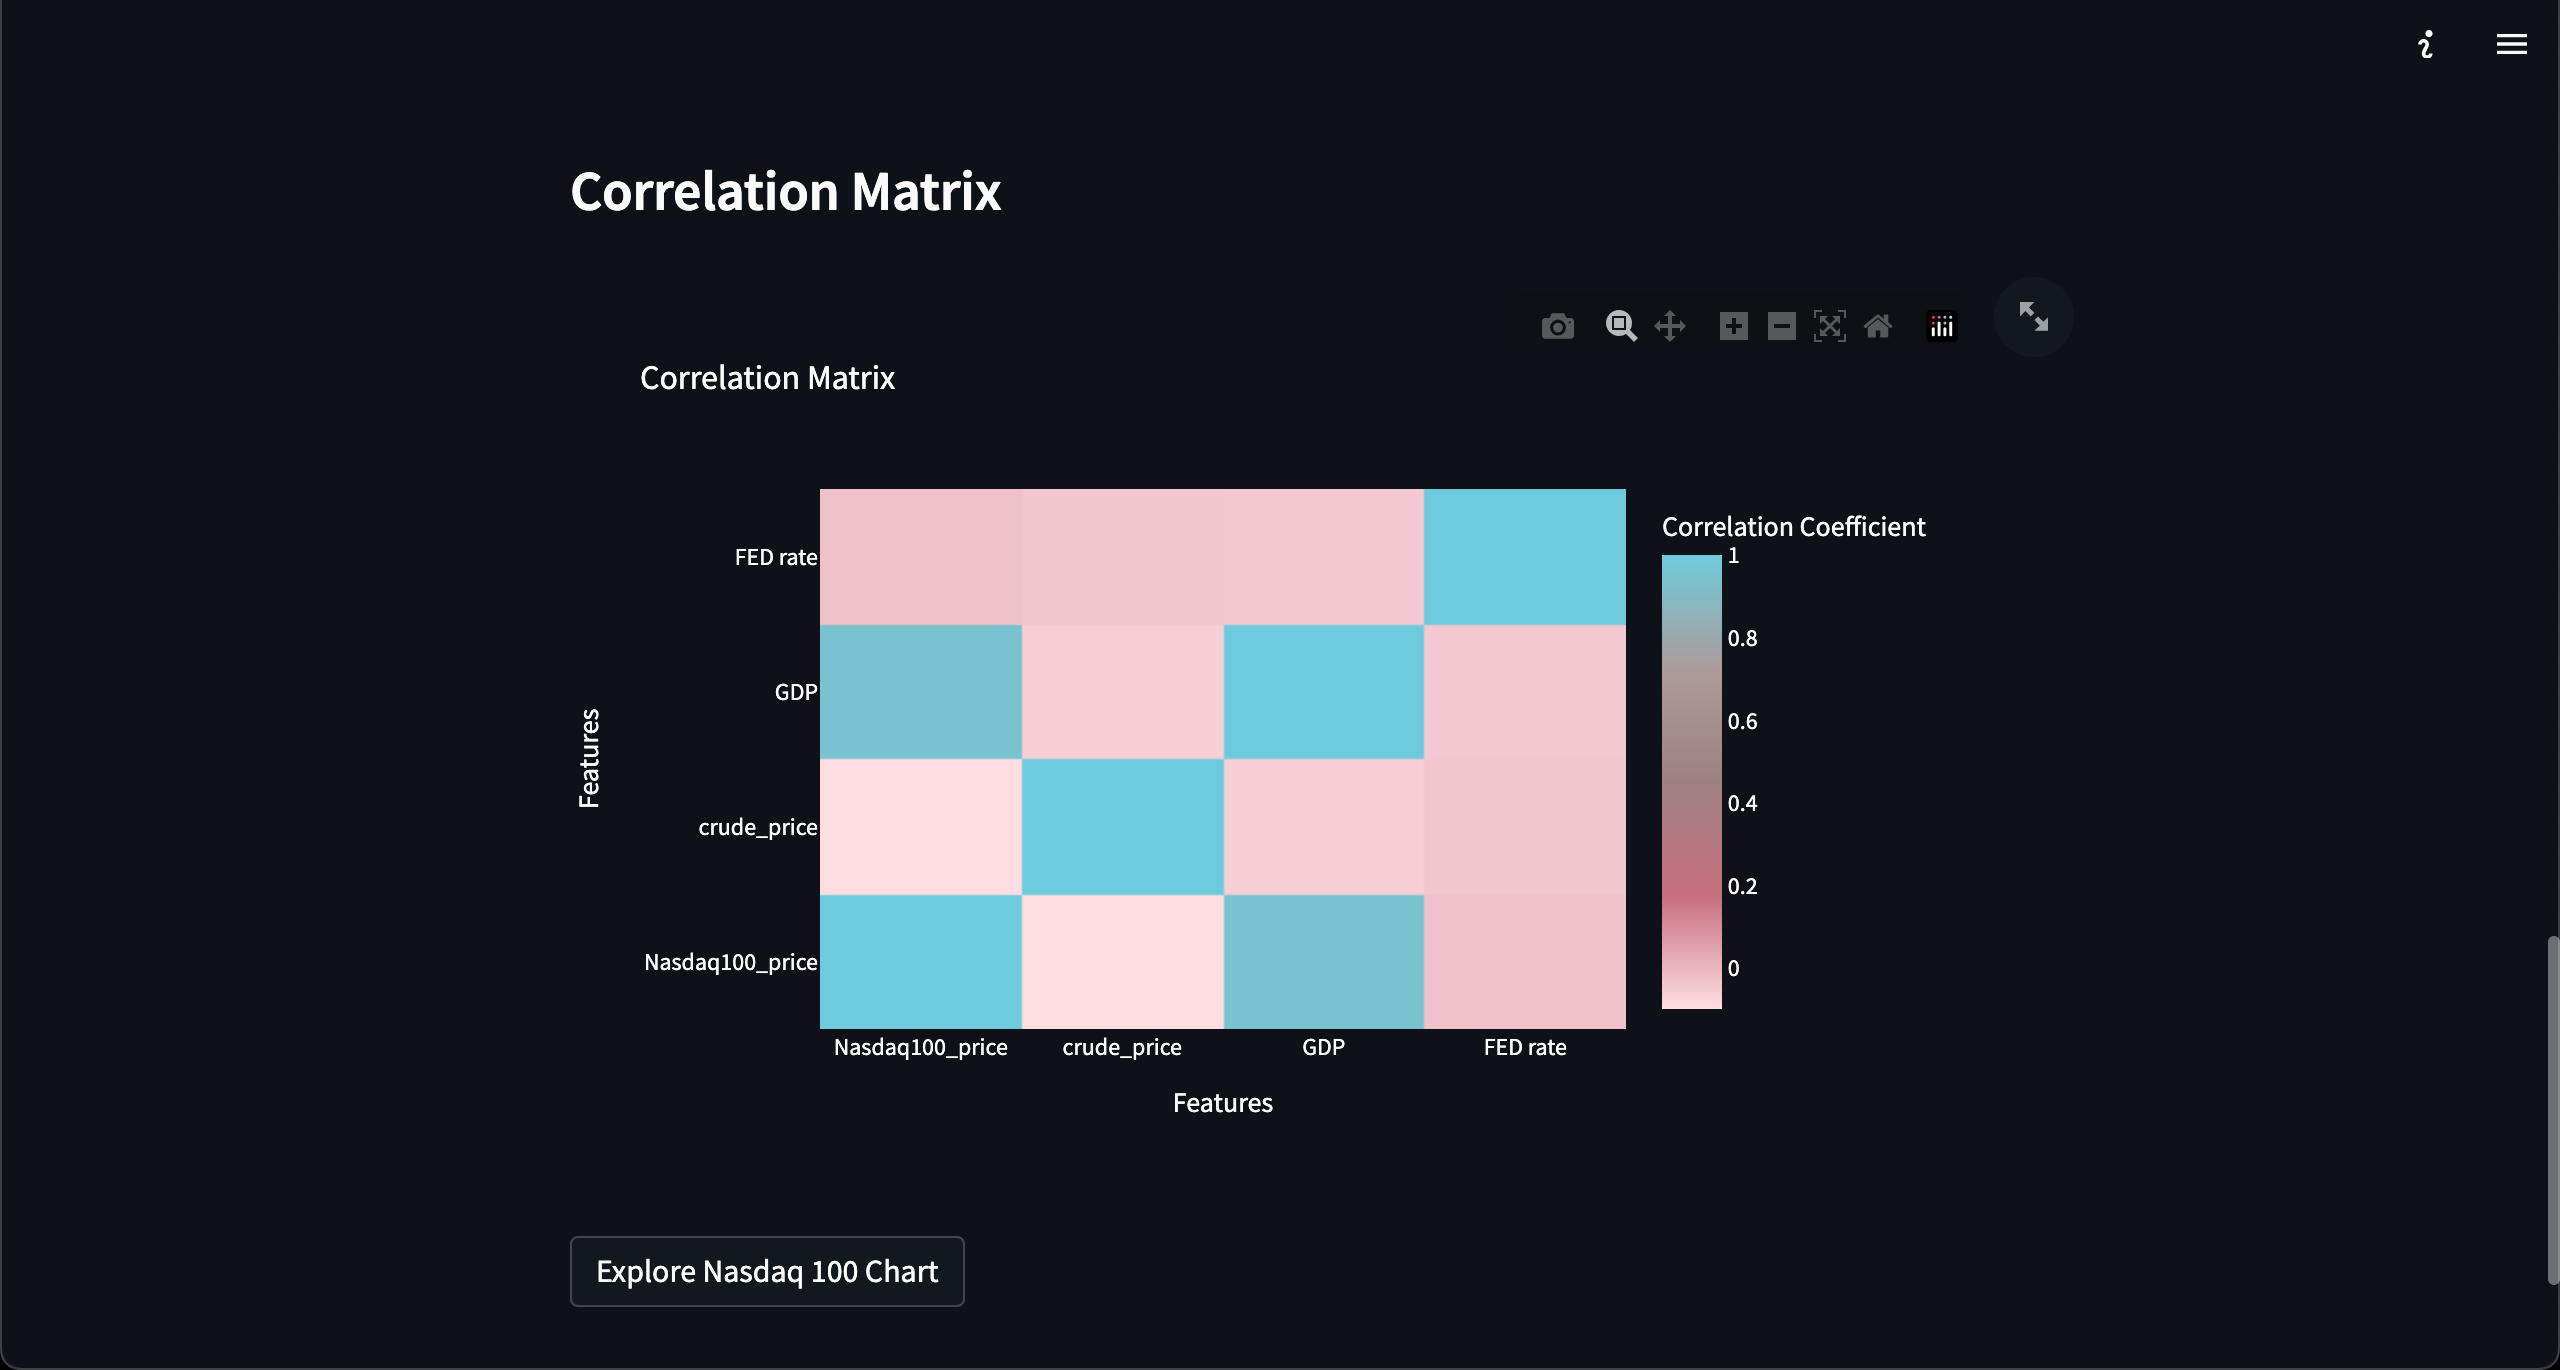 Correlation Matrix
Correlation Matrix
Correlation Coefficient
1
0.8
0.6
0.4
0.2
0
Features
FED rate
GDP
crude_price
Nasdaq100_price
Nasdaq100_price crude_price GDP FED rate
Features
Explore Nasdaq 100 Chart